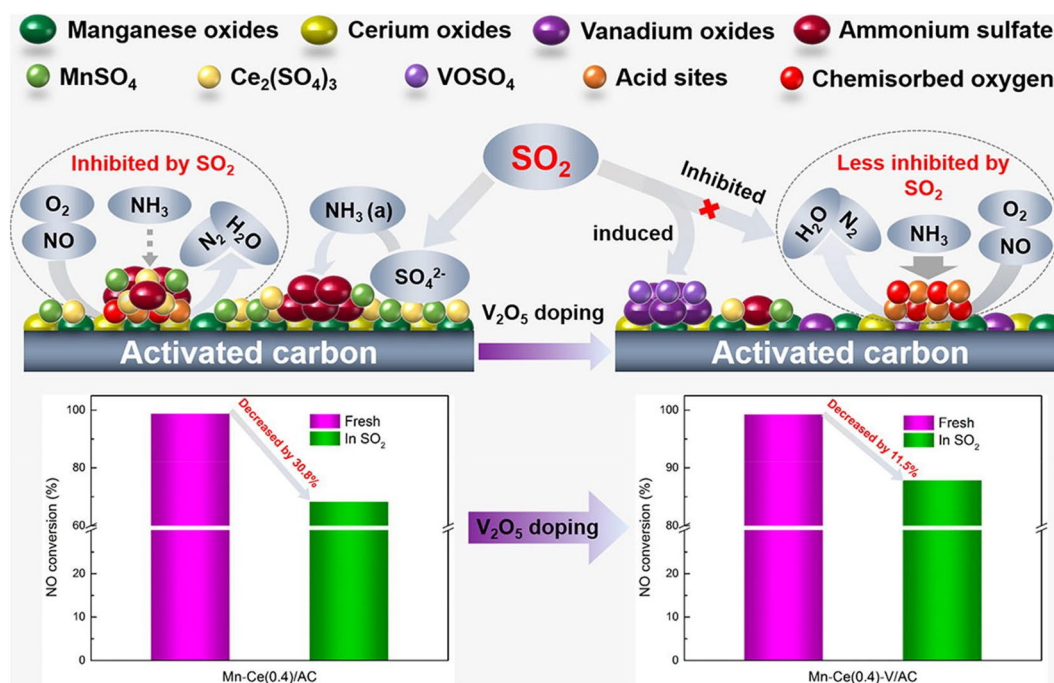 Manganese oxides Cerium oxides Vanadium oxides Ammonium sulfate
MnSO₄ Ce₂(SO₄)₃ VOSO₄ Acid sites Chemisorbed oxygen
Inhibited by SO₂
O₂
NO
NH₃
N₂
H₂O
NH₃ (a)
SO₄²⁻
SO₂
induced
Inhibited
Less inhibited by
SO₂
H₂O
N₂
NH₃
O₂
NO
Activated carbon
V₂O₅ doping
Activated carbon
NO conversion (%)
100
80
60
20
10
0
Decreased by 30.8%
Fresh
In SO₂
Mn-Ce(0.4)/AC
V₂O₅ doping
NO conversion (%)
100
90
80
20
10
0
Decreased by 11.5%
Fresh
In SO₂
Mn-Ce(0.4)-V/AC